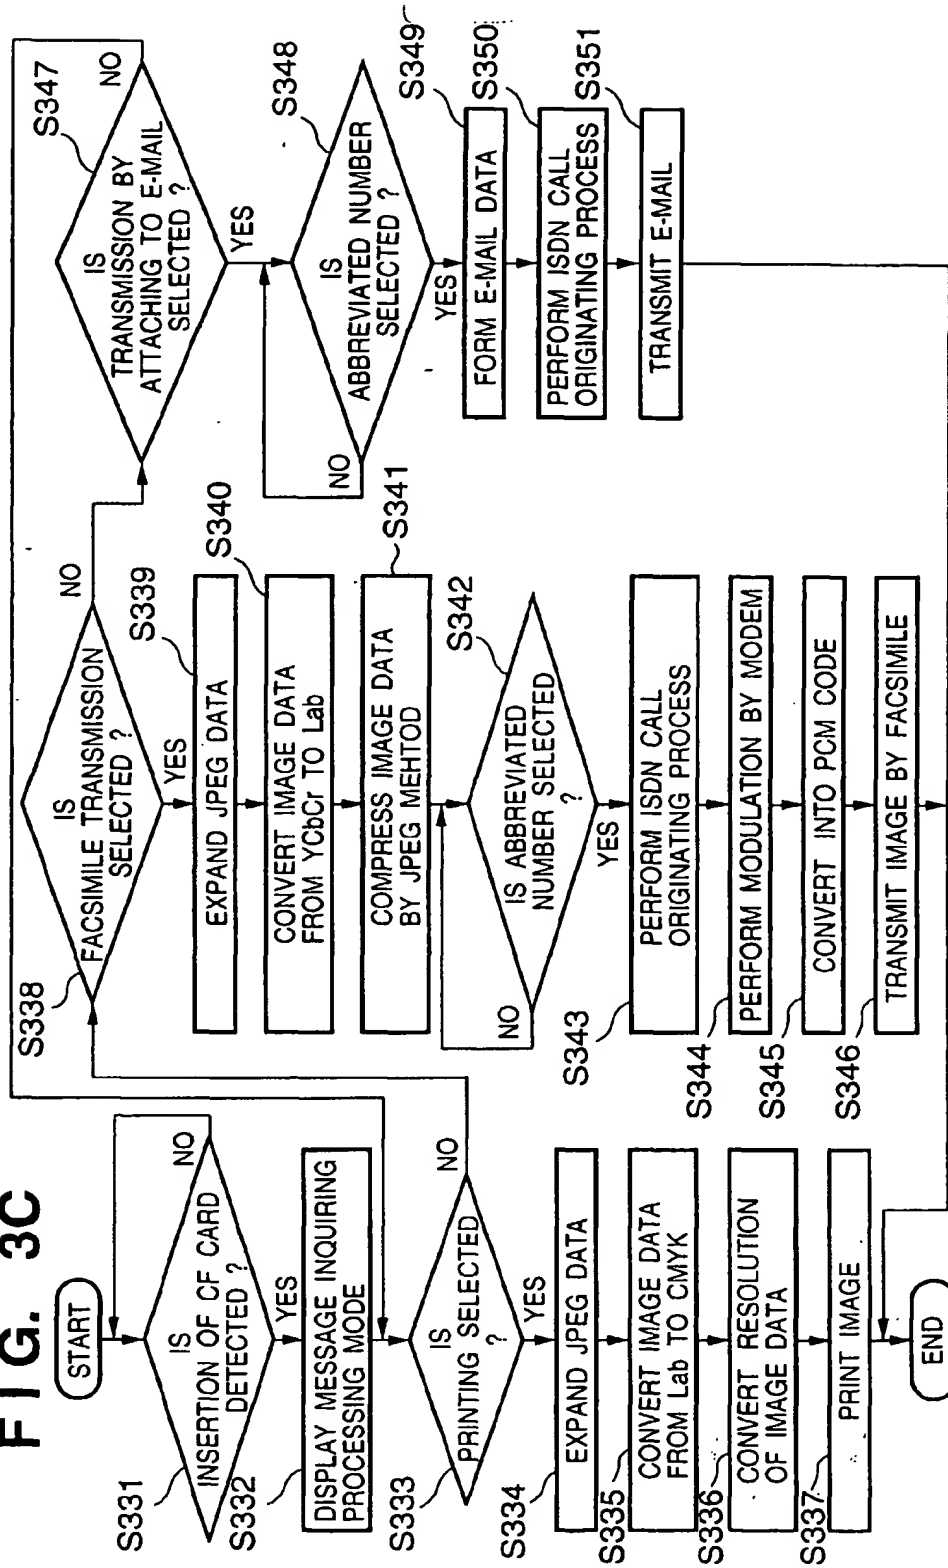 FIG. 3C
START
S331
IS
INSERTION OF CF CARD
DETECTED ?
NO
YES
S332
DISPLAY MESSAGE INQUIRING
PROCESSING MODE
S333
IS
PRINTING SELECTED
?
NO
YES
S334
EXPAND JPEG DATA
S335
CONVERT IMAGE DATA
FROM Lab TO CMYK
S336
CONVERT RESOLUTION
OF IMAGE DATA
S337
PRINT IMAGE
END
S338
IS
FACSIMILE TRANSMISSION
SELECTED ?
NO
YES
S339
EXPAND JPEG DATA
S340
CONVERT IMAGE DATA
FROM YCbCr TO Lab
S341
COMPRESS IMAGE DATA
BY JPEG MEHTOD
S342
IS ABBREVIATED
NUMBER SELECTED
?
NO
YES
S343
PERFORM ISDN CALL
ORIGINATING PROCESS
S344
PERFORM MODULATION BY MODEM
S345
CONVERT INTO PCM CODE
S346
TRANSMIT IMAGE BY FACSIMILE
S347
IS
TRANSMISSION BY
ATTACHING TO E-MAIL
SELECTED ?
NO
YES
S348
IS
ABBREVIATED NUMBER
SELECTED ?
NO
YES
S349
FORM E-MAIL DATA
S350
PERFORM ISDN CALL
ORIGINATING PROCESS
S351
TRANSMIT E-MAIL